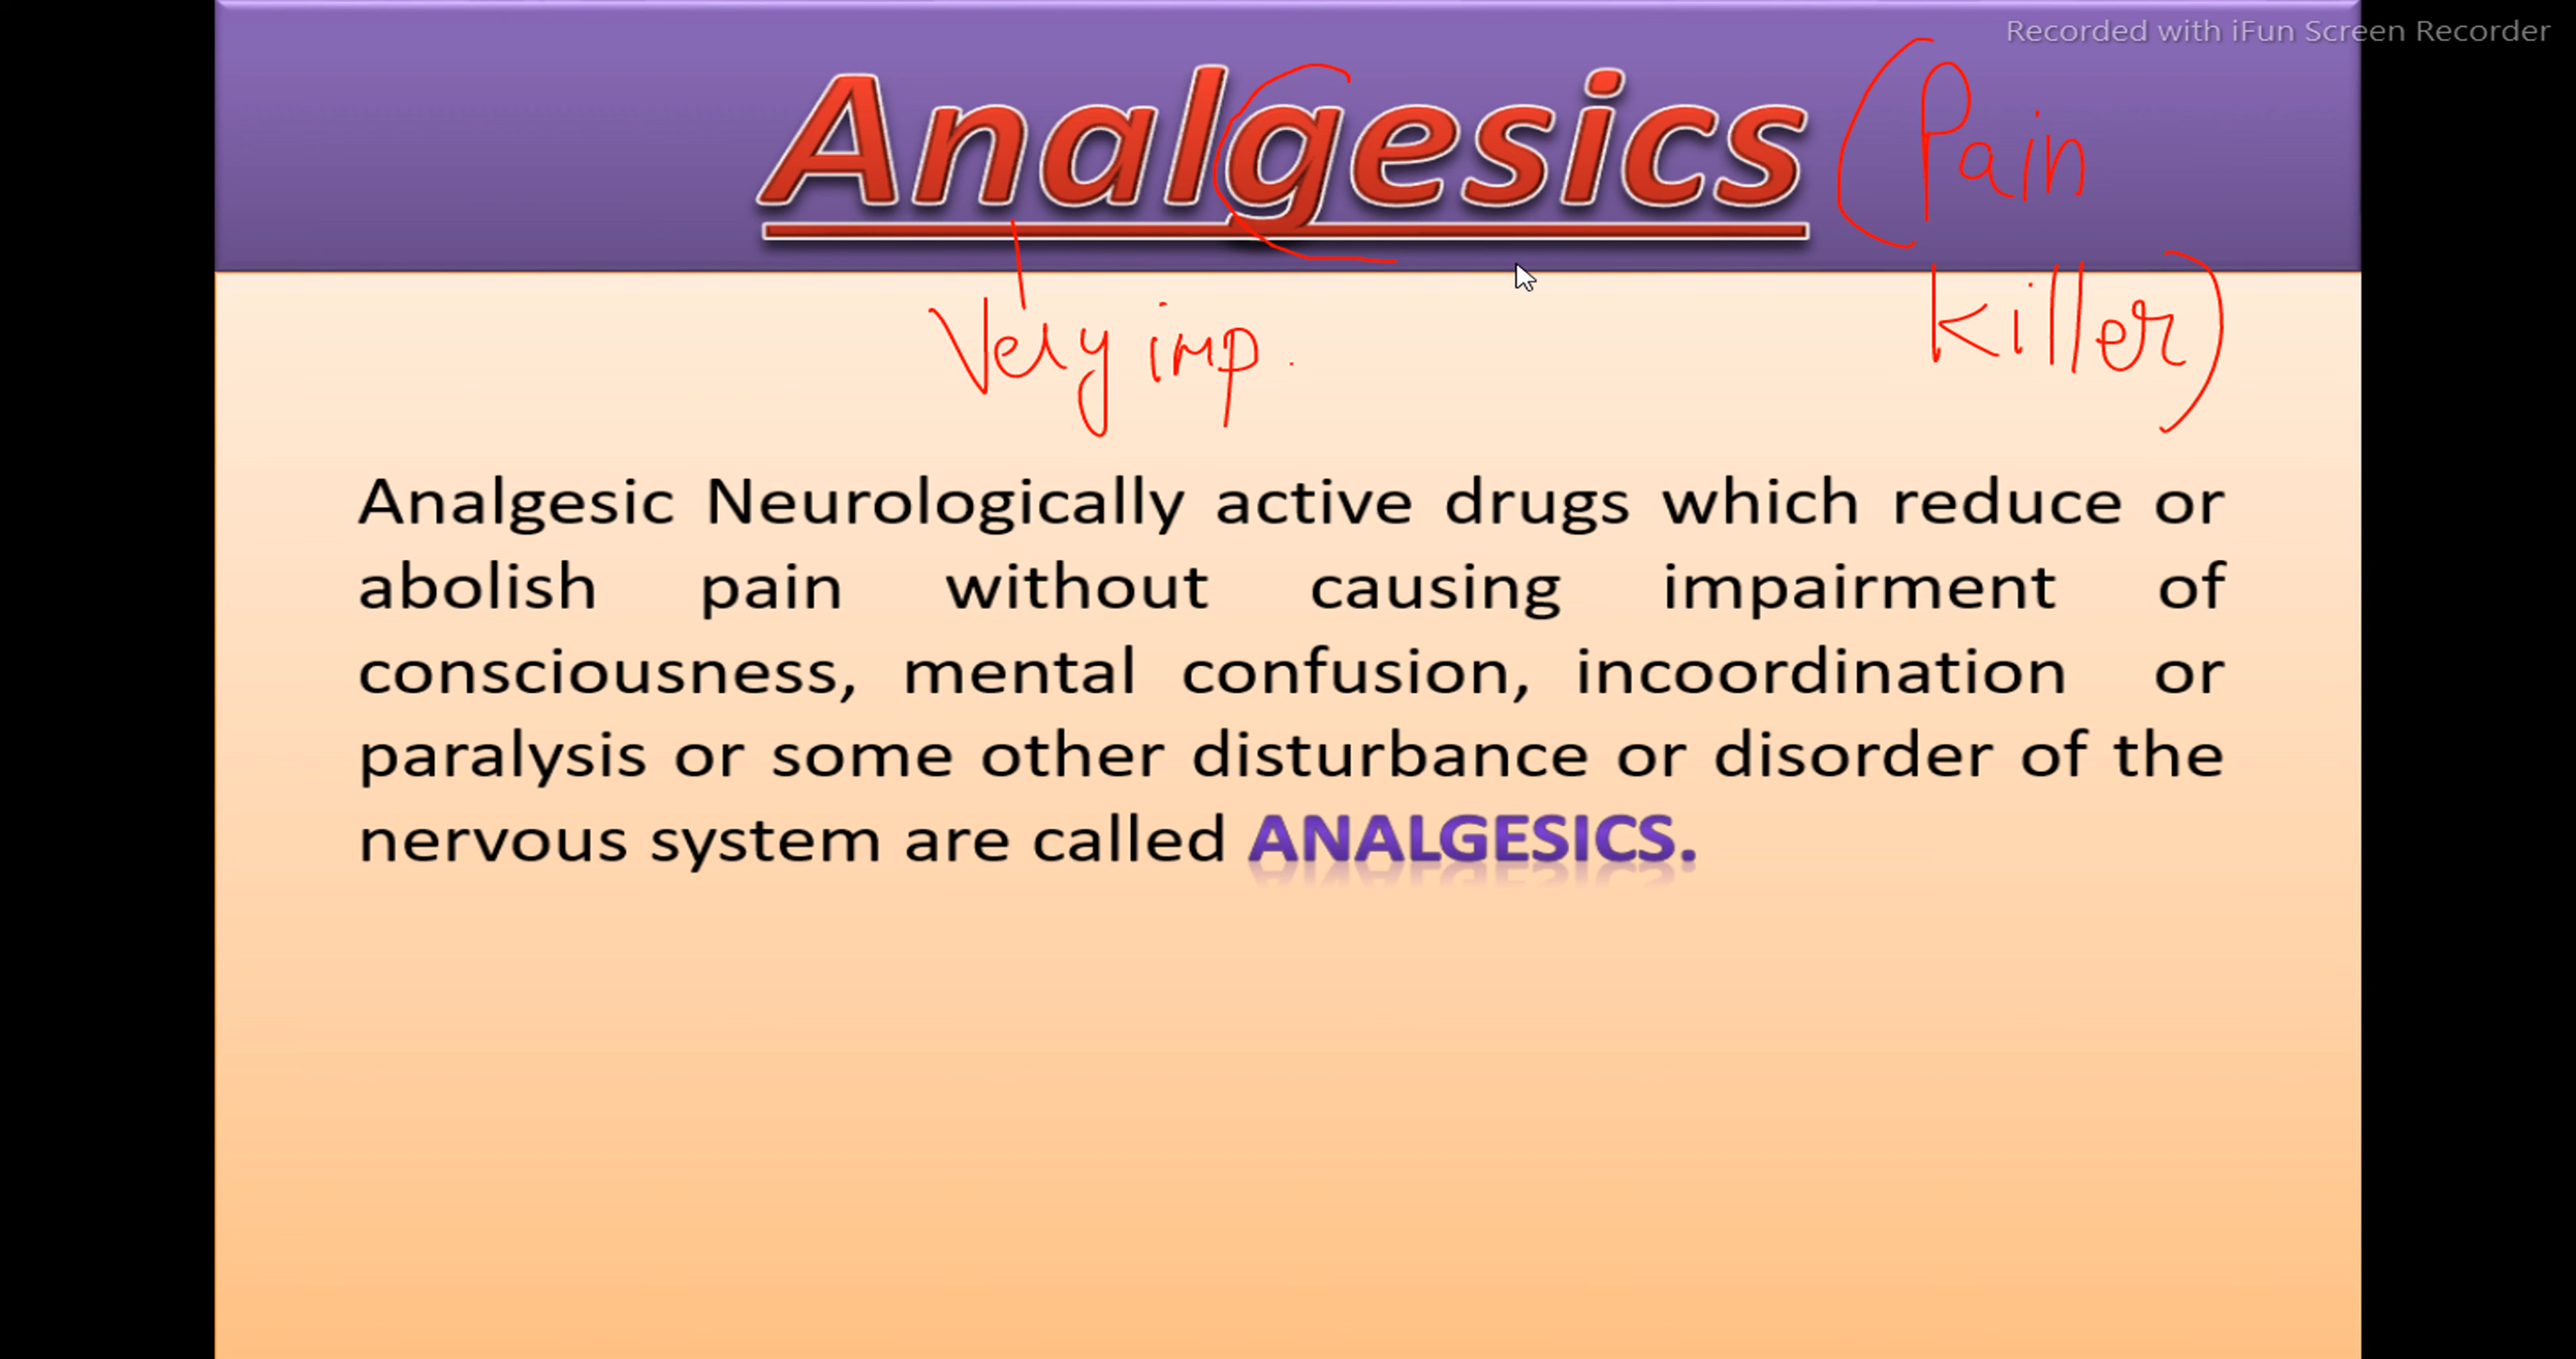 Recorded with iFun Screen Recorder
Analgesics (Pain
killer)
Very imp.
Analgesic Neurologically active drugs which reduce or
abolish pain without causing impairment of
consciousness, mental confusion, incoordination or
paralysis or some other disturbance or disorder of the
nervous system are called ANALGESICS.